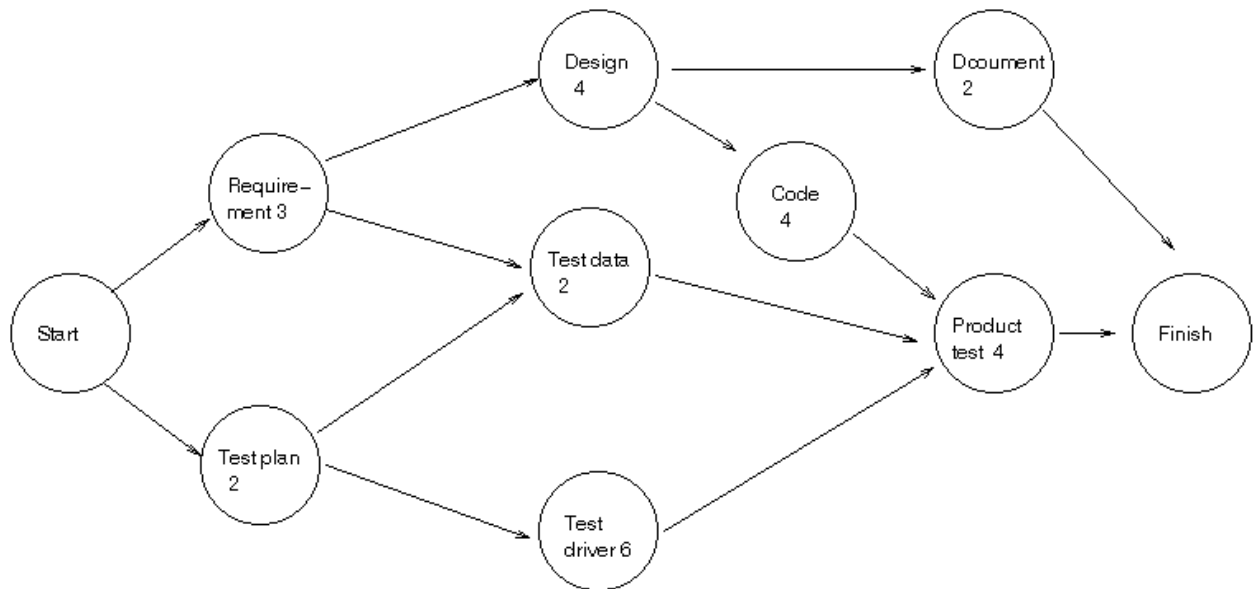 Design
4
Dcoument
2
Require–
ment 3
Code
4
Test data
2
Start
Product
test 4
Finish
Test plan
2
Test
driver 6